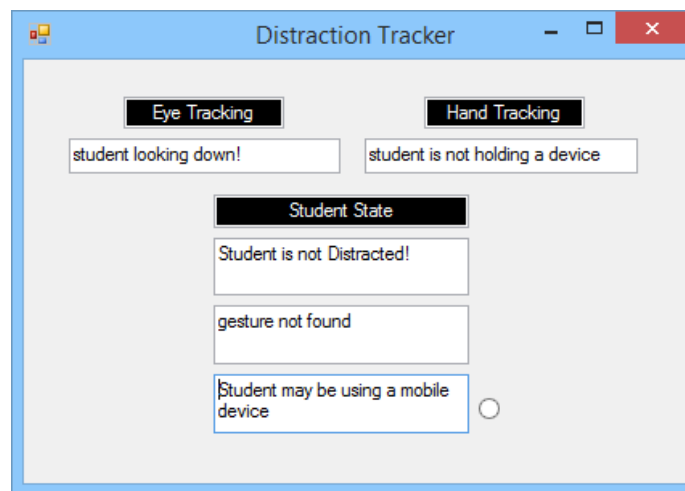 Distraction Tracker
Eye Tracking
Hand Tracking
student looking down!
student is not holding a device
Student State
Student is not Distracted!
gesture not found
Student may be using a mobile
device